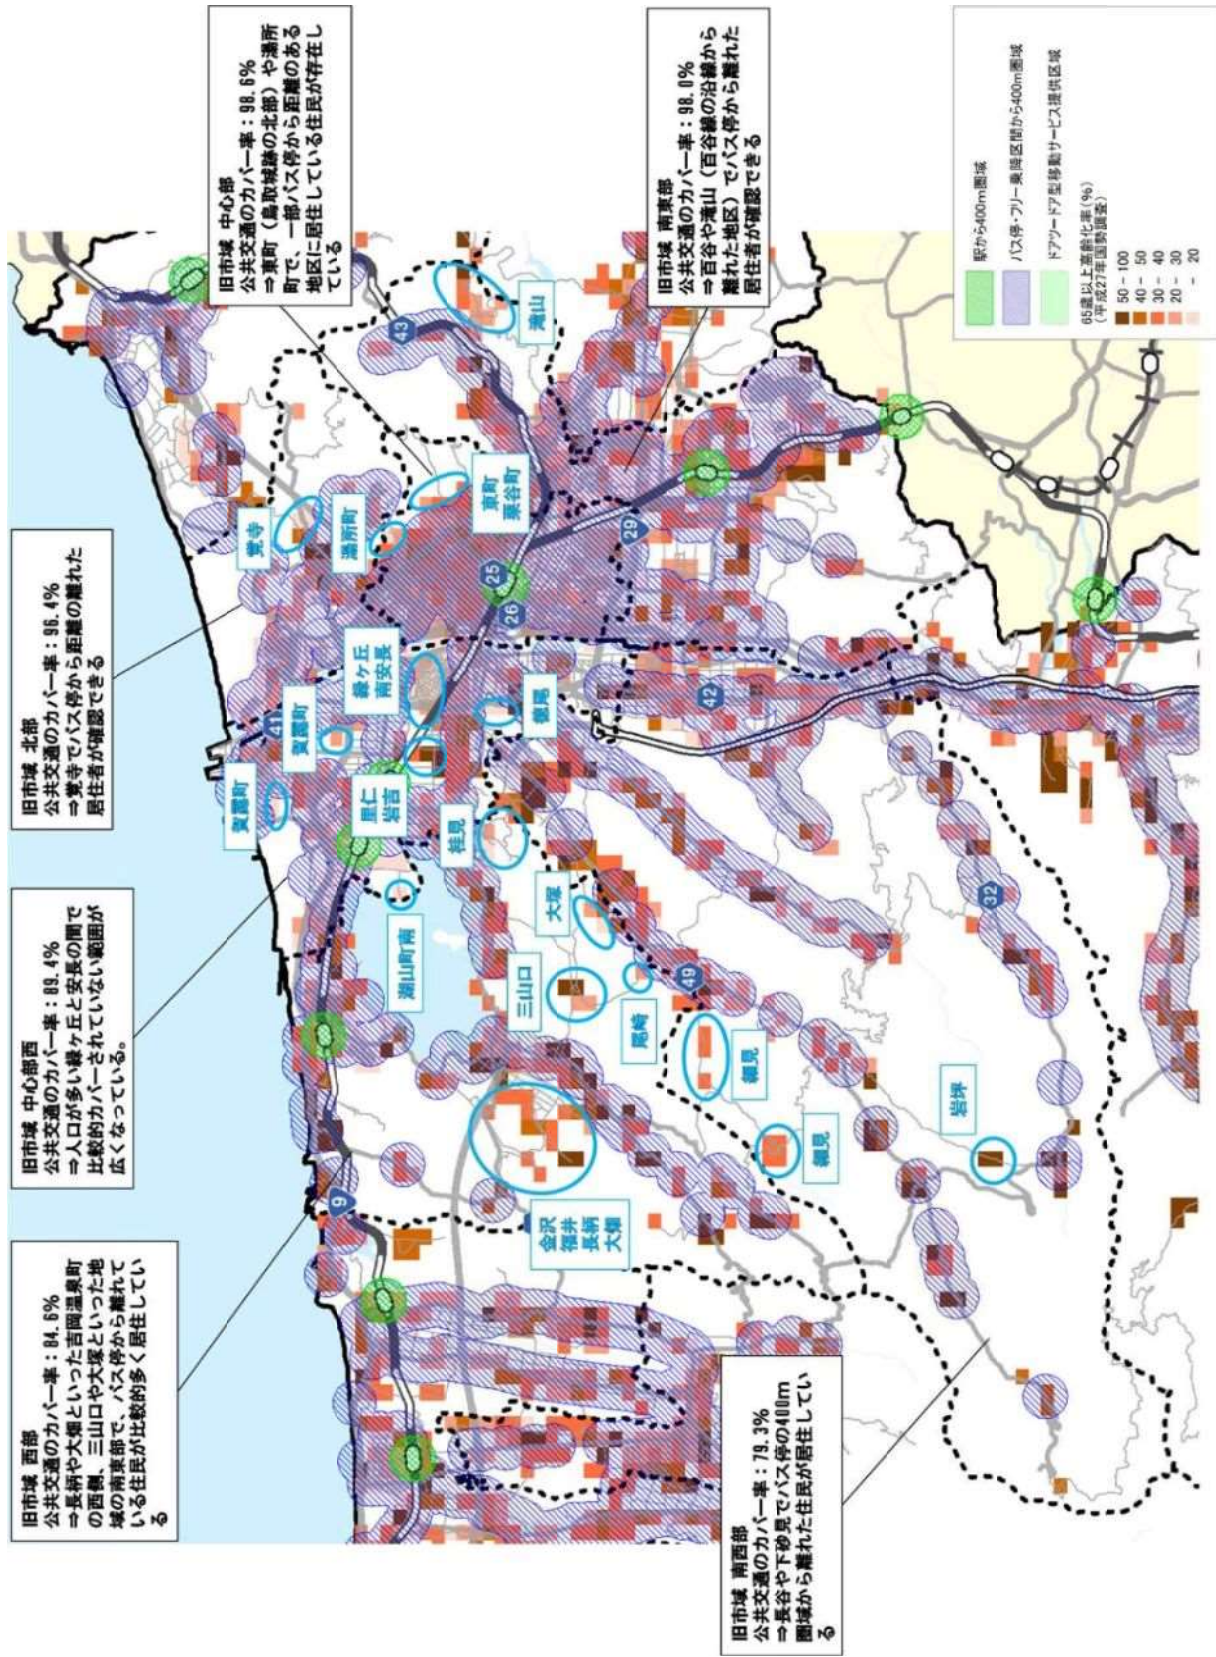 旧市域 西部
公共交通のカバー率：84.6%
⇒長柄や大畑といった吉岡温泉町
の西側、三山口や大塚といった地
域の南東部で、バス停から離れて
いる住民が比較的多く居住してい
る
旧市域 中心部西
公共交通のカバー率：89.4%
⇒人口が多い緑ヶ丘と安長の間で
比較的カバーされていない範囲が
広くなっている。
旧市域 北部
公共交通のカバー率：96.4%
⇒覚寺でバス停から距離の離れた
居住者が確認できる
旧市域 中心部
公共交通のカバー率：98.6%
⇒東町（鳥取城跡の北部）や湯所
町で、一部バス停から距離のある
地区に居住している住民が存在し
ている
旧市域 南東部
公共交通のカバー率：98.0%
⇒百谷や滝山（百谷線の沿線から
離れた地区）でバス停から離れた
居住者が確認できる
旧市域 南西部
公共交通のカバー率：79.3%
⇒長谷や下砂見でバス停の400m
圏域から離れた住民が居住してい
る
覚寺
湯所町
賀露町
賀露町
緑ヶ丘
南安長
東町
栗谷町
滝山
里仁
岩吉
徳尾
桂見
湖山町南
大塚
三山口
尾崎
細見
細見
岩坪
金沢
福井
長柄
大畑
9
41
43
25
26
29
42
49
32
駅から400m圏域
バス停・フリー乗降区間から400m圏域
ドアツードア型移動サービス提供区域
65歳以上高齢化率(%)
(平成27年国勢調査)
50 - 100
40 - 50
30 - 40
20 - 30
- 20